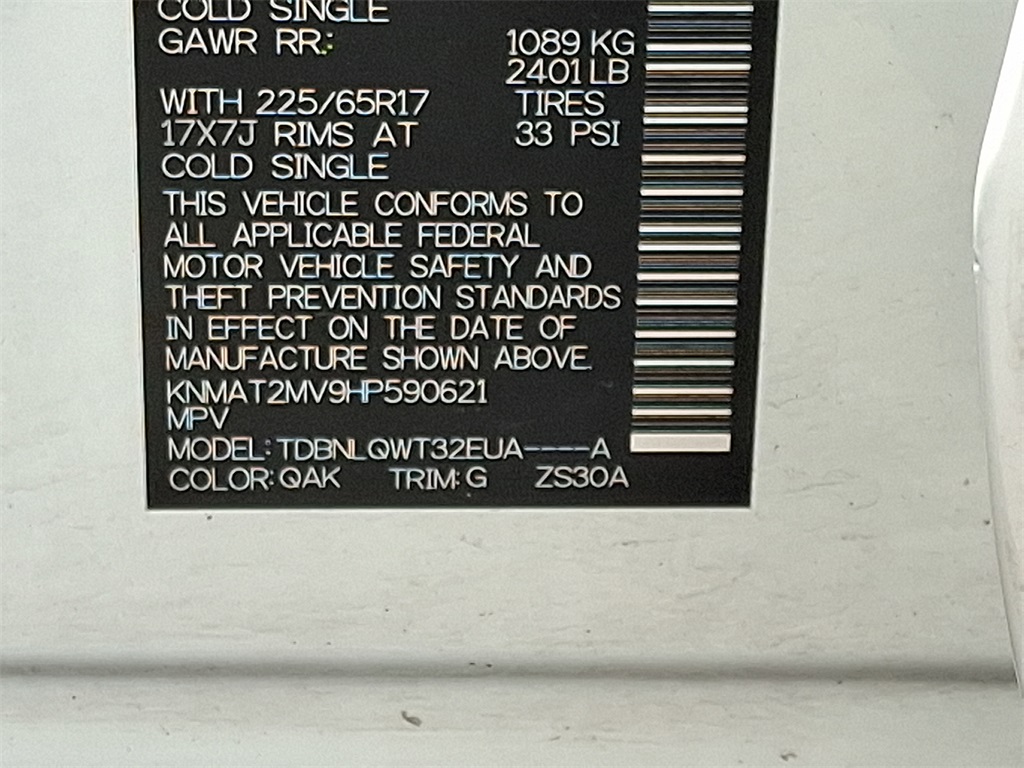 COLD SINGLE
GAWR RR: 1089 KG
2401 LB
WITH 225/65R17 TIRES
17X7J RIMS AT 33 PSI
COLD SINGLE
THIS VEHICLE CONFORMS TO
ALL APPLICABLE FEDERAL
MOTOR VEHICLE SAFETY AND
THEFT PREVENTION STANDARDS
IN EFFECT ON THE DATE OF
MANUFACTURE SHOWN ABOVE.
KNMAT2MV9HP590621
MPV
MODEL: TDBNLQWT32EUA----A
COLOR: QAK TRIM: G ZS30A